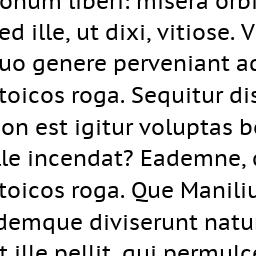 onum liberi: misera orbi
ed ille, ut dixi, vitiose. V
uo genere perveniant ad
toicos roga. Sequitur dis
on est igitur voluptas b
lle incendat? Eademne, c
toicos roga. Que Maniliu
demque diviserunt natu
t ille pellit, qui permulce